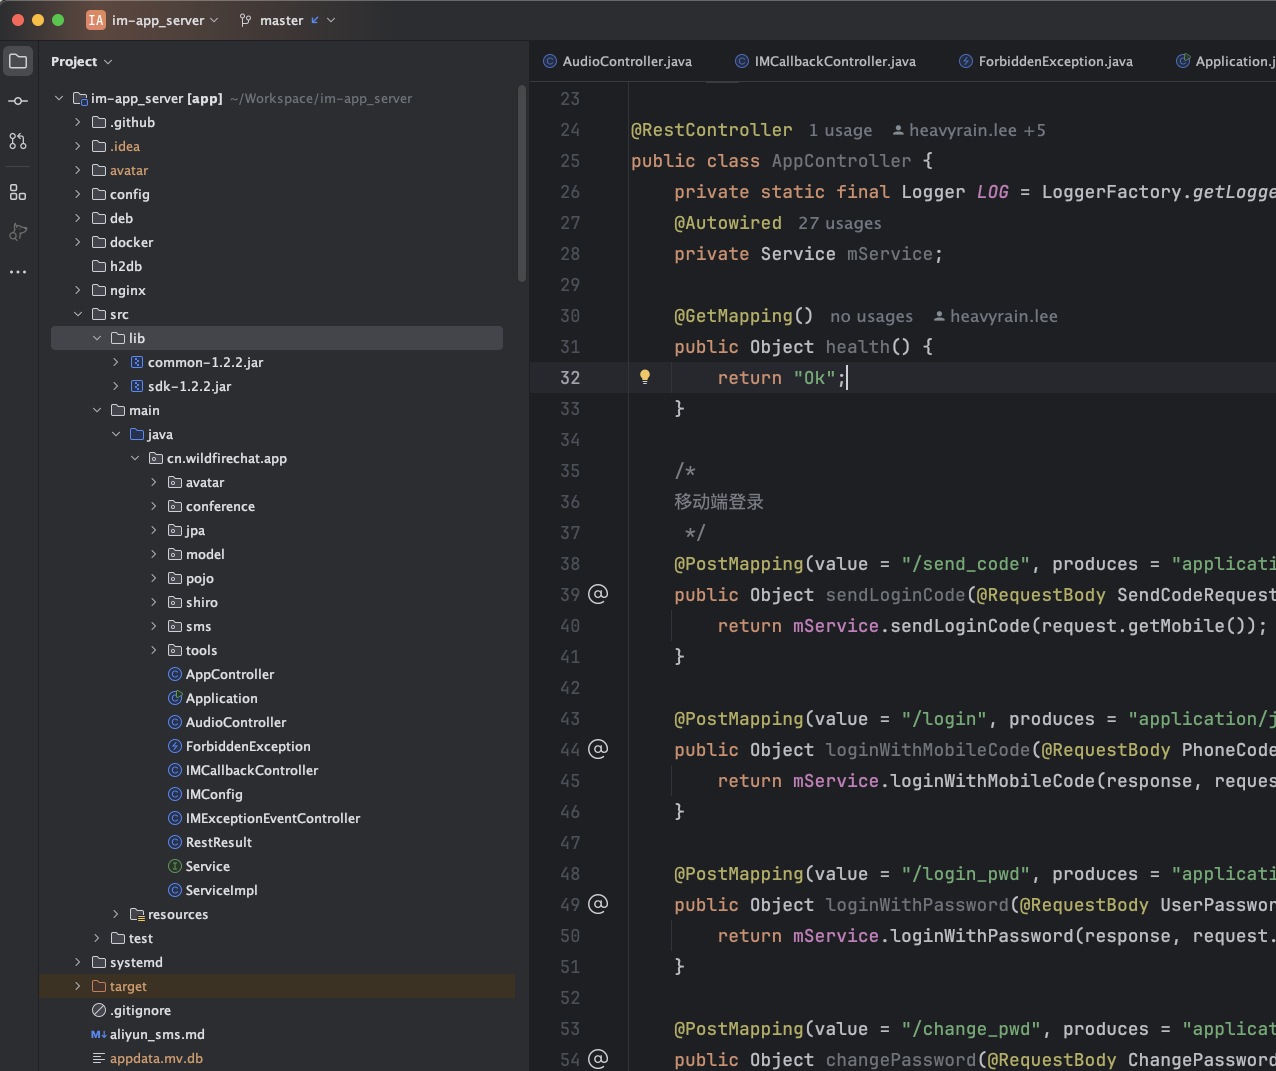 IA im-app_server master
Project
im-app_server [app] ~/Workspace/im-app_server
.github
.idea
avatar
config
deb
docker
h2db
nginx
src
lib
common-1.2.2.jar
sdk-1.2.2.jar
main
java
cn.wildfirechat.app
avatar
conference
jpa
model
pojo
shiro
sms
tools
AppController
Application
AudioController
ForbiddenException
IMCallbackController
IMConfig
IMExceptionEventController
RestResult
Service
ServiceImpl
resources
test
systemd
target
.gitignore
aliyun_sms.md
appdata.mv.db
AudioController.java IMCallbackController.java ForbiddenException.java Application.j
23
24 @RestController 1 usage heavyrain.lee +5
25 public class AppController {
26 private static final Logger LOG = LoggerFactory.getLogge
27 @Autowired 27 usages
28 private Service mService;
29
30 @GetMapping() no usages heavyrain.lee
31 public Object health() {
32 return "Ok";
33 }
34
35 /*
36 移动端登录
37 */
38 @PostMapping(value = "/send_code", produces = "applicati
39 public Object sendLoginCode(@RequestBody SendCodeRequest
40 return mService.sendLoginCode(request.getMobile());
41 }
42
43 @PostMapping(value = "/login", produces = "application/j
44 public Object loginWithMobileCode(@RequestBody PhoneCode
45 return mService.loginWithMobileCode(response, reques
46 }
47
48 @PostMapping(value = "/login_pwd", produces = "applicati
49 public Object loginWithPassword(@RequestBody UserPasswor
50 return mService.loginWithPassword(response, request.
51 }
52
53 @PostMapping(value = "/change_pwd", produces = "applicat
54 public Object changePassword(@RequestBody ChangePassword